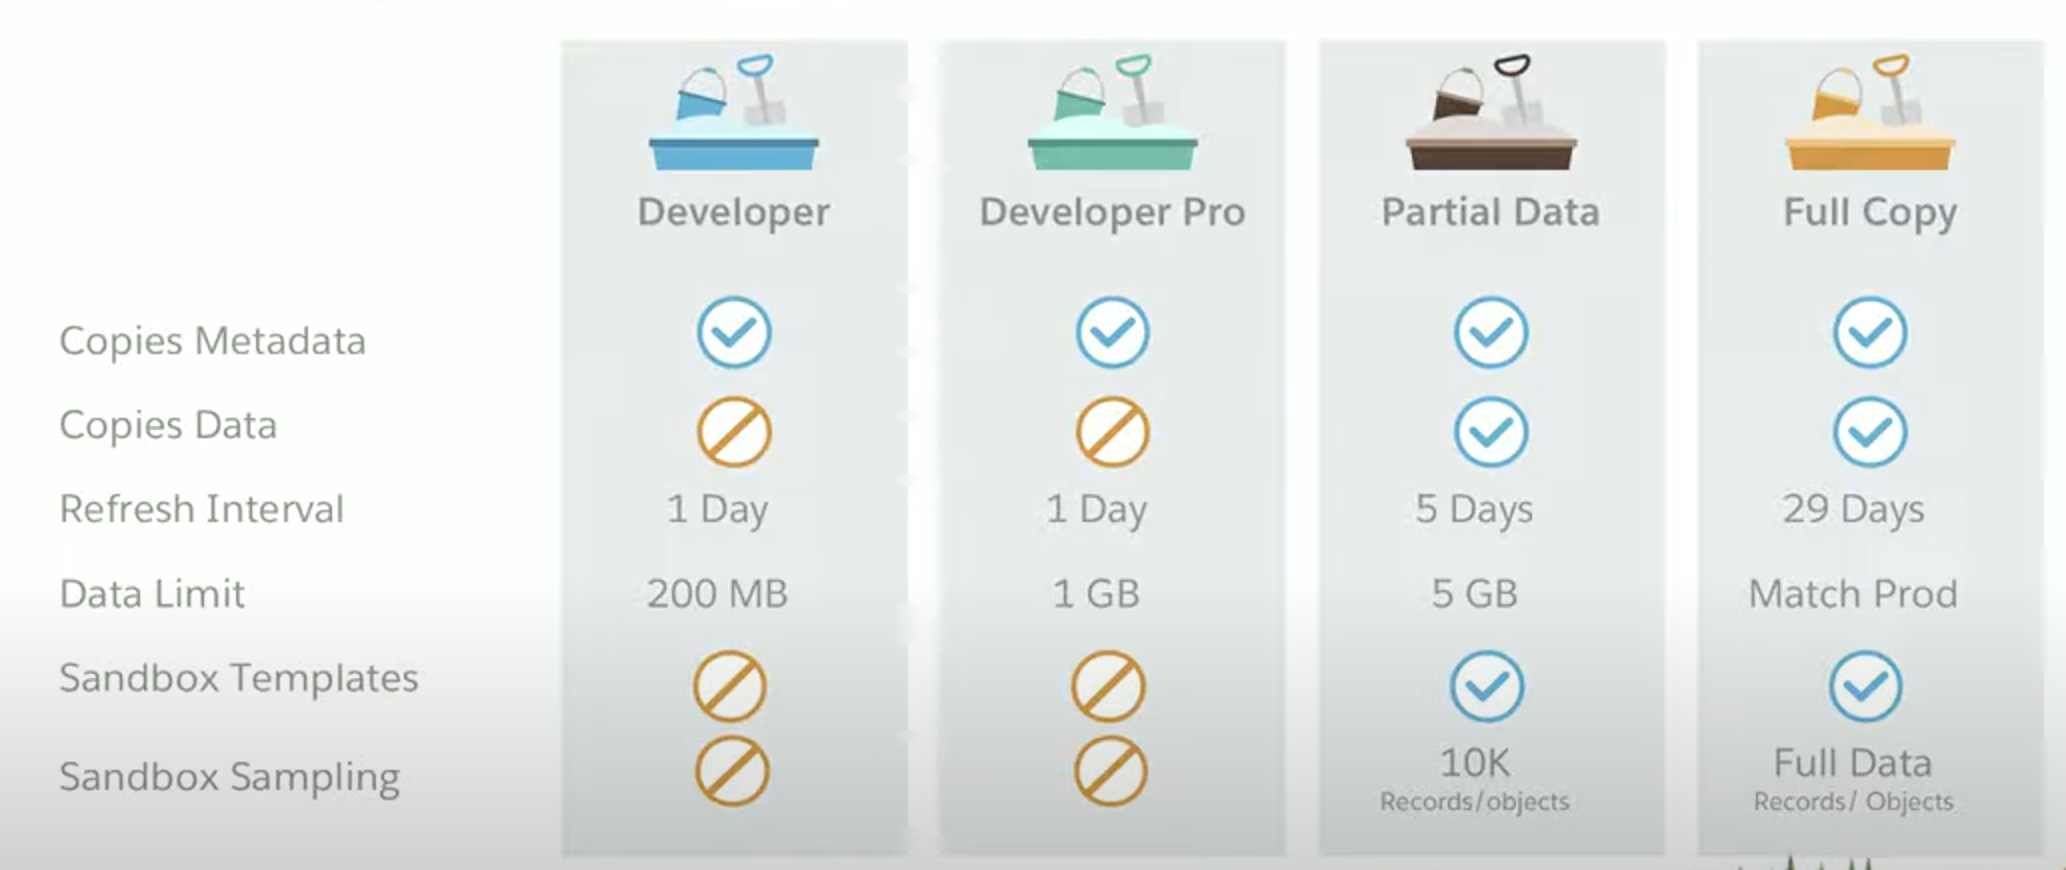 Developer Developer Pro Partial Data Full Copy
Copies Metadata
Copies Data
Refresh Interval 1 Day 1 Day 5 Days 29 Days
Data Limit 200 MB 1 GB 5 GB Match Prod
Sandbox Templates
Sandbox Sampling 10K Full Data
Records/objects Records/ Objects